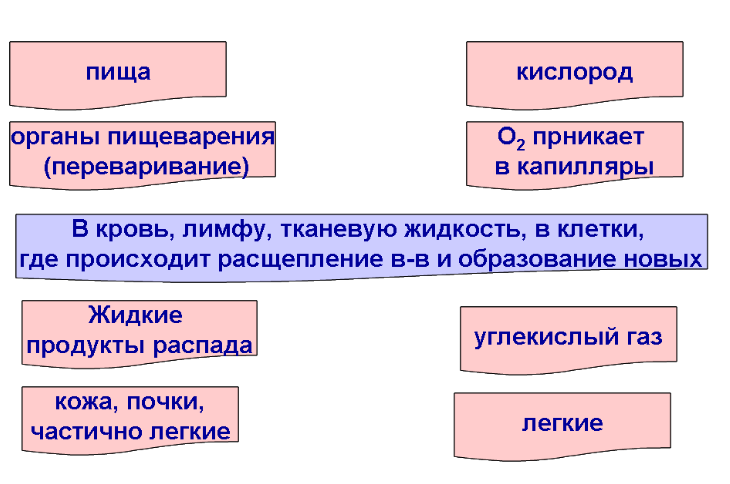 пища
кислород
органы пищеварения
(переваривание)
O₂ прникает
в капилляры
В кровь, лимфу, тканевую жидкость, в клетки,
где происходит расщепление в-в и образование новых
Жидкие
продукты распада
углекислый газ
кожа, почки,
частично легкие
легкие